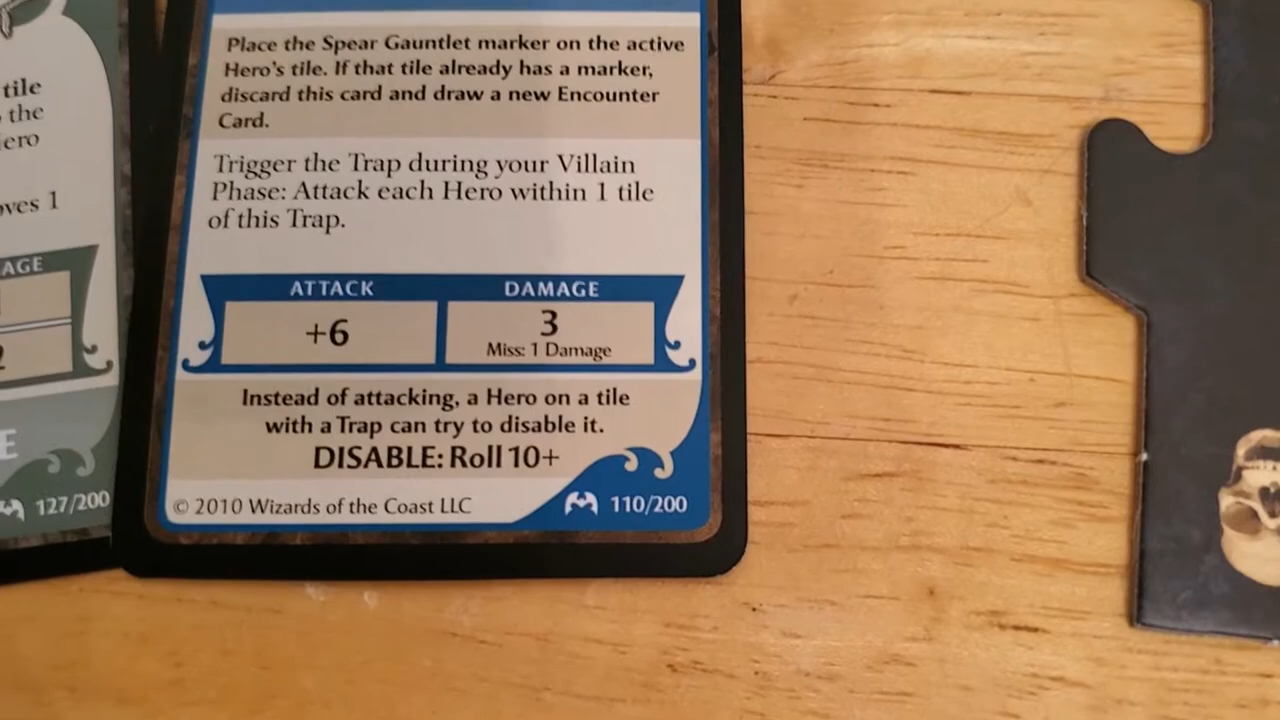 tile
the
oves 1
AGE
2
E
127/200
Place the Spear Gauntlet marker on the active
Hero's tile. If that tile already has a marker,
discard this card and draw a new Encounter
Card.
Trigger the Trap during your Villain
Phase: Attack each Hero within 1 tile
of this Trap.
ATTACK
DAMAGE
+6
3
Miss: 1 Damage
Instead of attacking, a Hero on a tile
with a Trap can try to disable it.
DISABLE: Roll 10+
© 2010 Wizards of the Coast LLC
110/200